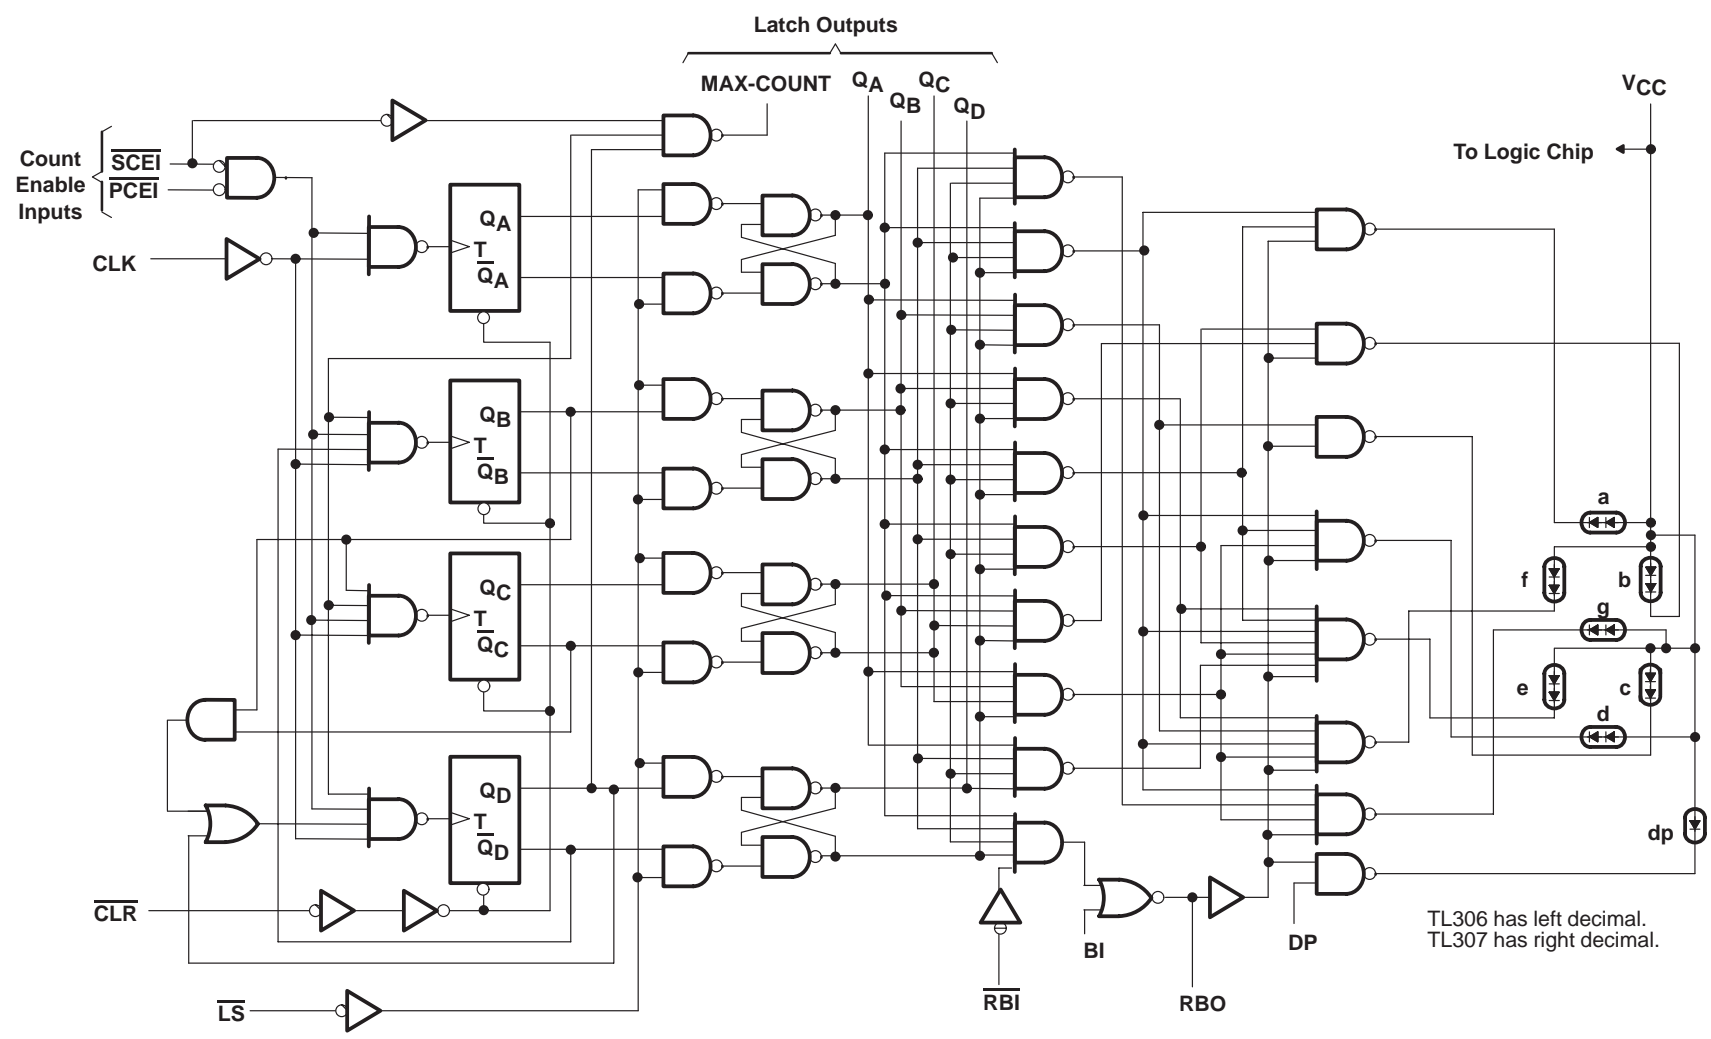 Latch Outputs
MAX-COUNT
QA
QB
QC
QD
VCC
To Logic Chip
Count
Enable
Inputs
SCEI
PCEI
CLK
QA
T
QA
QB
T
QB
QC
T
QC
QD
T
QD
CLR
LS
RBI
BI
RBO
DP
a
f
b
g
e
c
d
dp
TL306 has left decimal.
TL307 has right decimal.